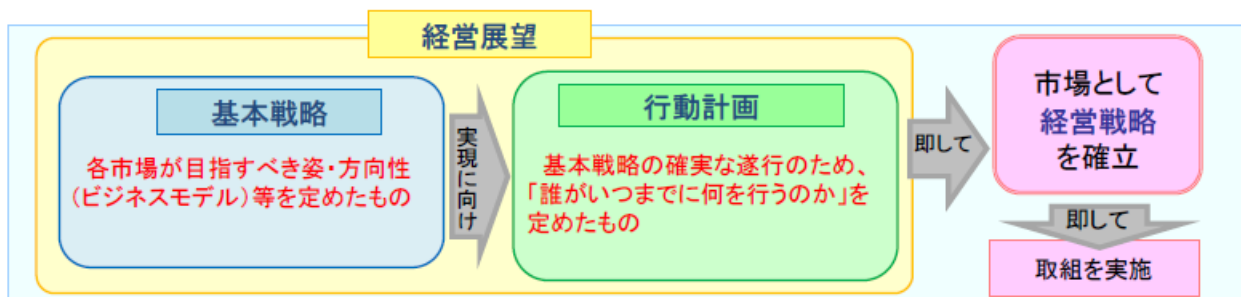 経営展望
基本戦略
各市場が目指すべき姿・方向性
(ビジネスモデル)等を定めたもの
実現に向け
行動計画
基本戦略の確実な遂行のため、
「誰がいつまでに何を行うのか」を
定めたもの
即して
市場として
経営戦略
を確立
即して
取組を実施